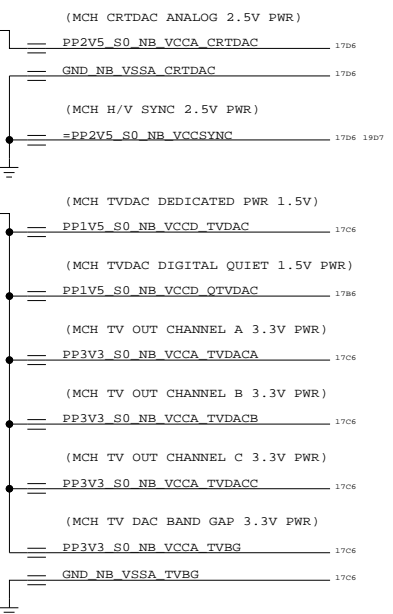 (MCH CRTDAC ANALOG 2.5V PWR)
PP2V5_S0_NB_VCCA_CRTDAC 17D6
GND_NB_VSSA_CRTDAC 17D6
(MCH H/V SYNC 2.5V PWR)
=PP2V5_S0_NB_VCCSYNC 17D6 19D7
(MCH TVDAC DEDICATED PWR 1.5V)
PP1V5_S0_NB_VCCD_TVDAC 17C6
(MCH TVDAC DIGITAL QUIET 1.5V PWR)
PP1V5_S0_NB_VCCD_QTVDAC 17B6
(MCH TV OUT CHANNEL A 3.3V PWR)
PP3V3_S0_NB_VCCA_TVDACA 17C6
(MCH TV OUT CHANNEL B 3.3V PWR)
PP3V3_S0_NB_VCCA_TVDACB 17C6
(MCH TV OUT CHANNEL C 3.3V PWR)
PP3V3_S0_NB_VCCA_TVDACC 17C6
(MCH TV DAC BAND GAP 3.3V PWR)
PP3V3_S0_NB_VCCA_TVBG 17C6
GND_NB_VSSA_TVBG 17C6